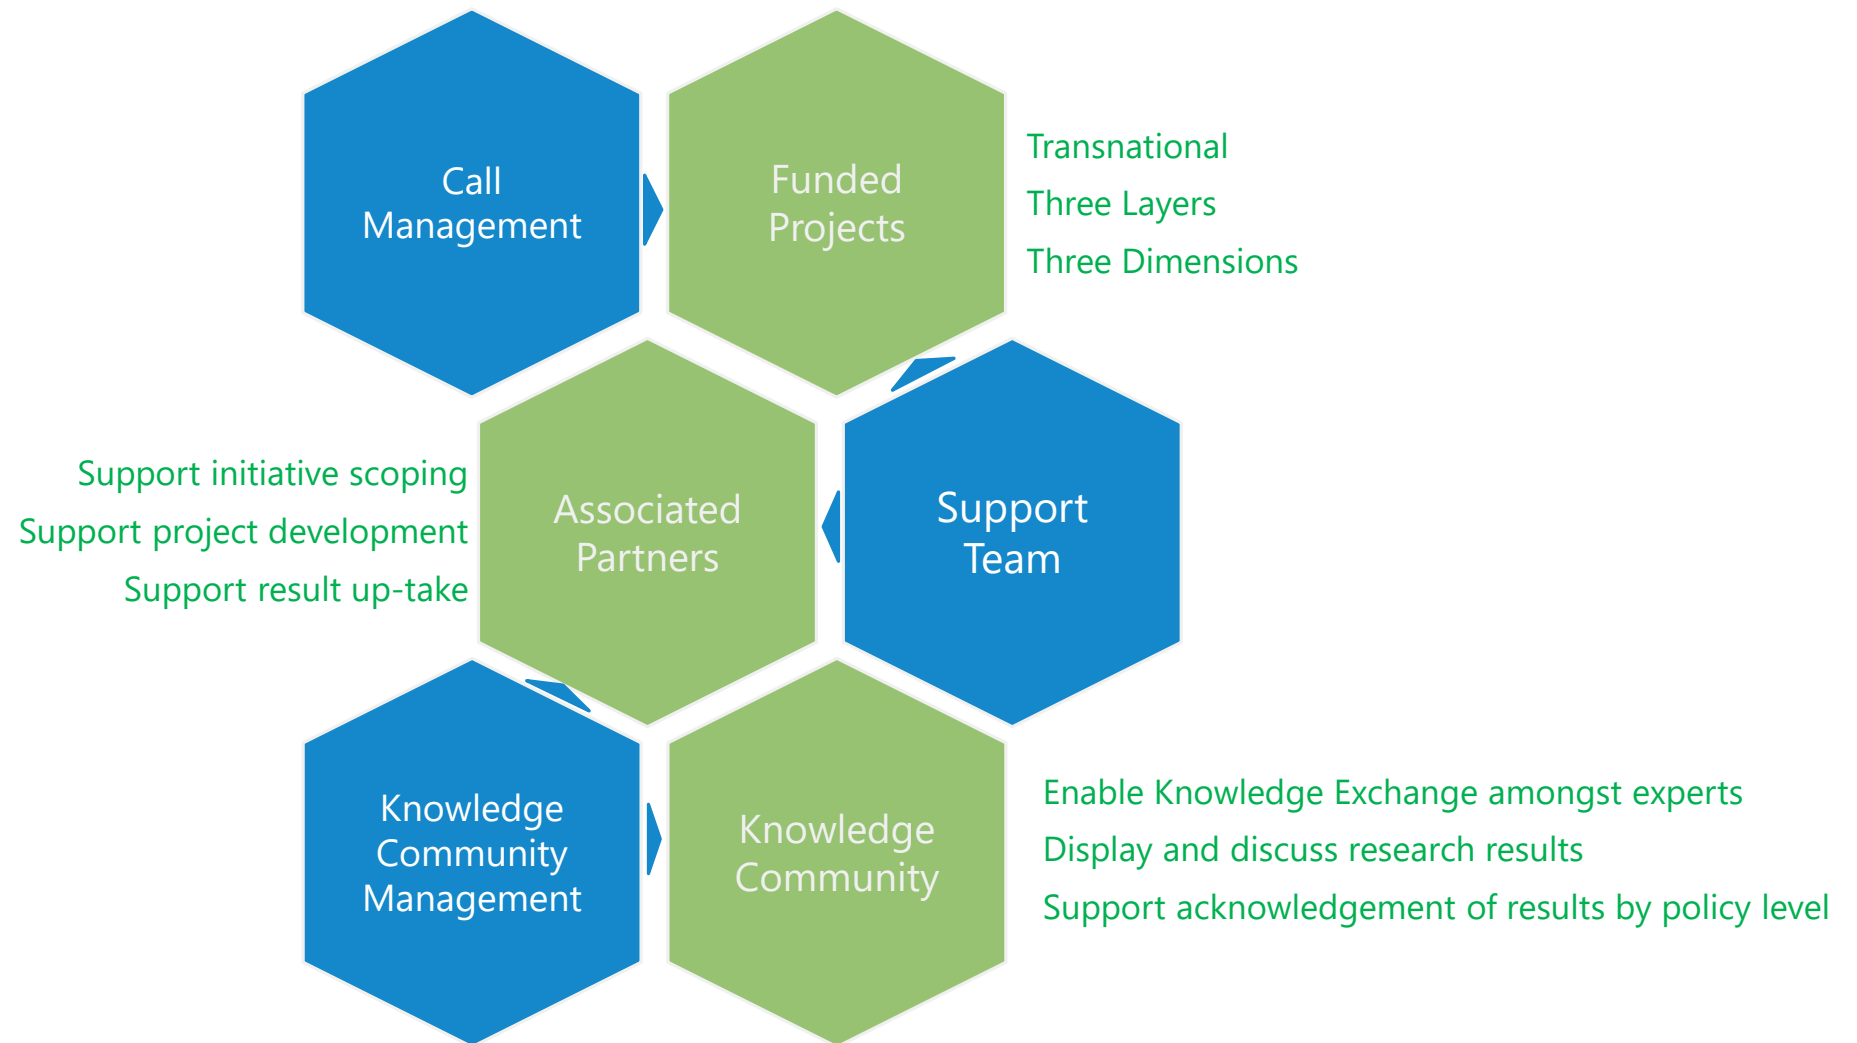 Call
Management
Funded
Projects
Transnational
Three Layers
Three Dimensions
Support initiative scoping
Support project development
Support result up-take
Associated
Partners
Support
Team
Knowledge
Community
Management
Knowledge
Community
Enable Knowledge Exchange amongst experts
Display and discuss research results
Support acknowledgement of results by policy level